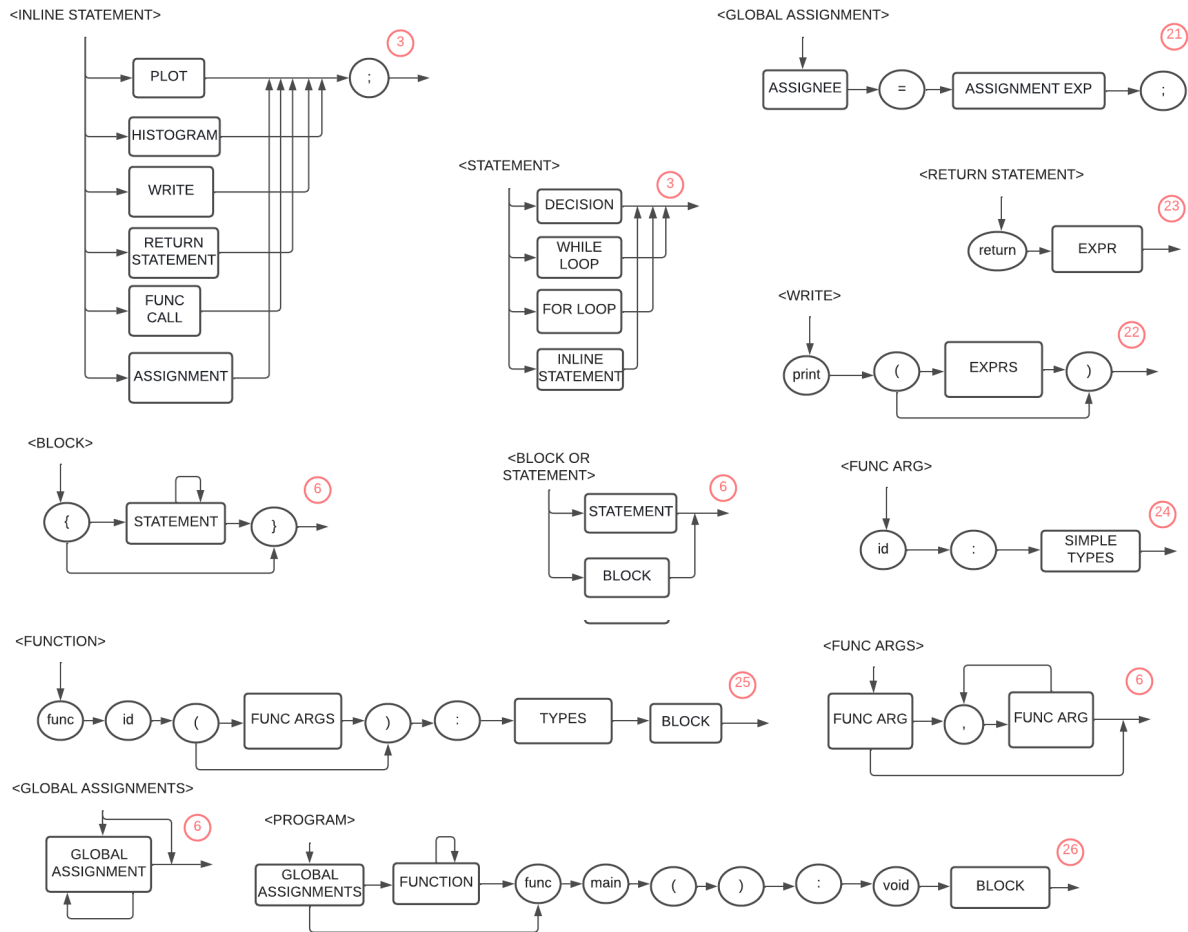 <INLINE STATEMENT>
3
PLOT
;
HISTOGRAM
WRITE
RETURN
STATEMENT
FUNC
CALL
ASSIGNMENT
<GLOBAL ASSIGNMENT>
21
ASSIGNEE
=
ASSIGNMENT EXP
;
<STATEMENT>
3
DECISION
WHILE
LOOP
FOR LOOP
INLINE
STATEMENT
<RETURN STATEMENT>
23
return
EXPR
<WRITE>
22
print
(
EXPRS
)
<BLOCK>
6
{
STATEMENT
}
<BLOCK OR
STATEMENT>
6
STATEMENT
BLOCK
<FUNC ARG>
24
id
:
SIMPLE
TYPES
<FUNCTION>
25
func
id
(
FUNC ARGS
)
:
TYPES
BLOCK
<FUNC ARGS>
6
FUNC ARG
,
FUNC ARG
<GLOBAL ASSIGNMENTS>
6
GLOBAL
ASSIGNMENT
<PROGRAM>
26
GLOBAL
ASSIGNMENTS
FUNCTION
func
main
(
)
:
void
BLOCK